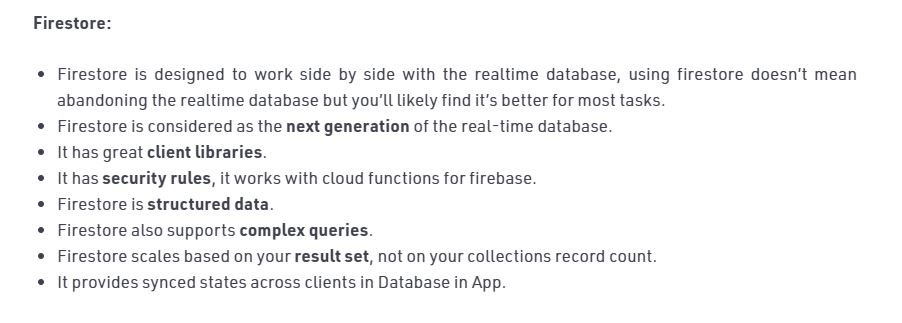 Firestore:
• Firestore is designed to work side by side with the realtime database, using firestore doesn't mean
abandoning the realtime database but you'll likely find it's better for most tasks.
• Firestore is considered as the next generation of the real-time database.
• It has great client libraries.
• It has security rules, it works with cloud functions for firebase.
• Firestore is structured data.
• Firestore also supports complex queries.
• Firestore scales based on your result set, not on your collections record count.
• It provides synced states across clients in Database in App.